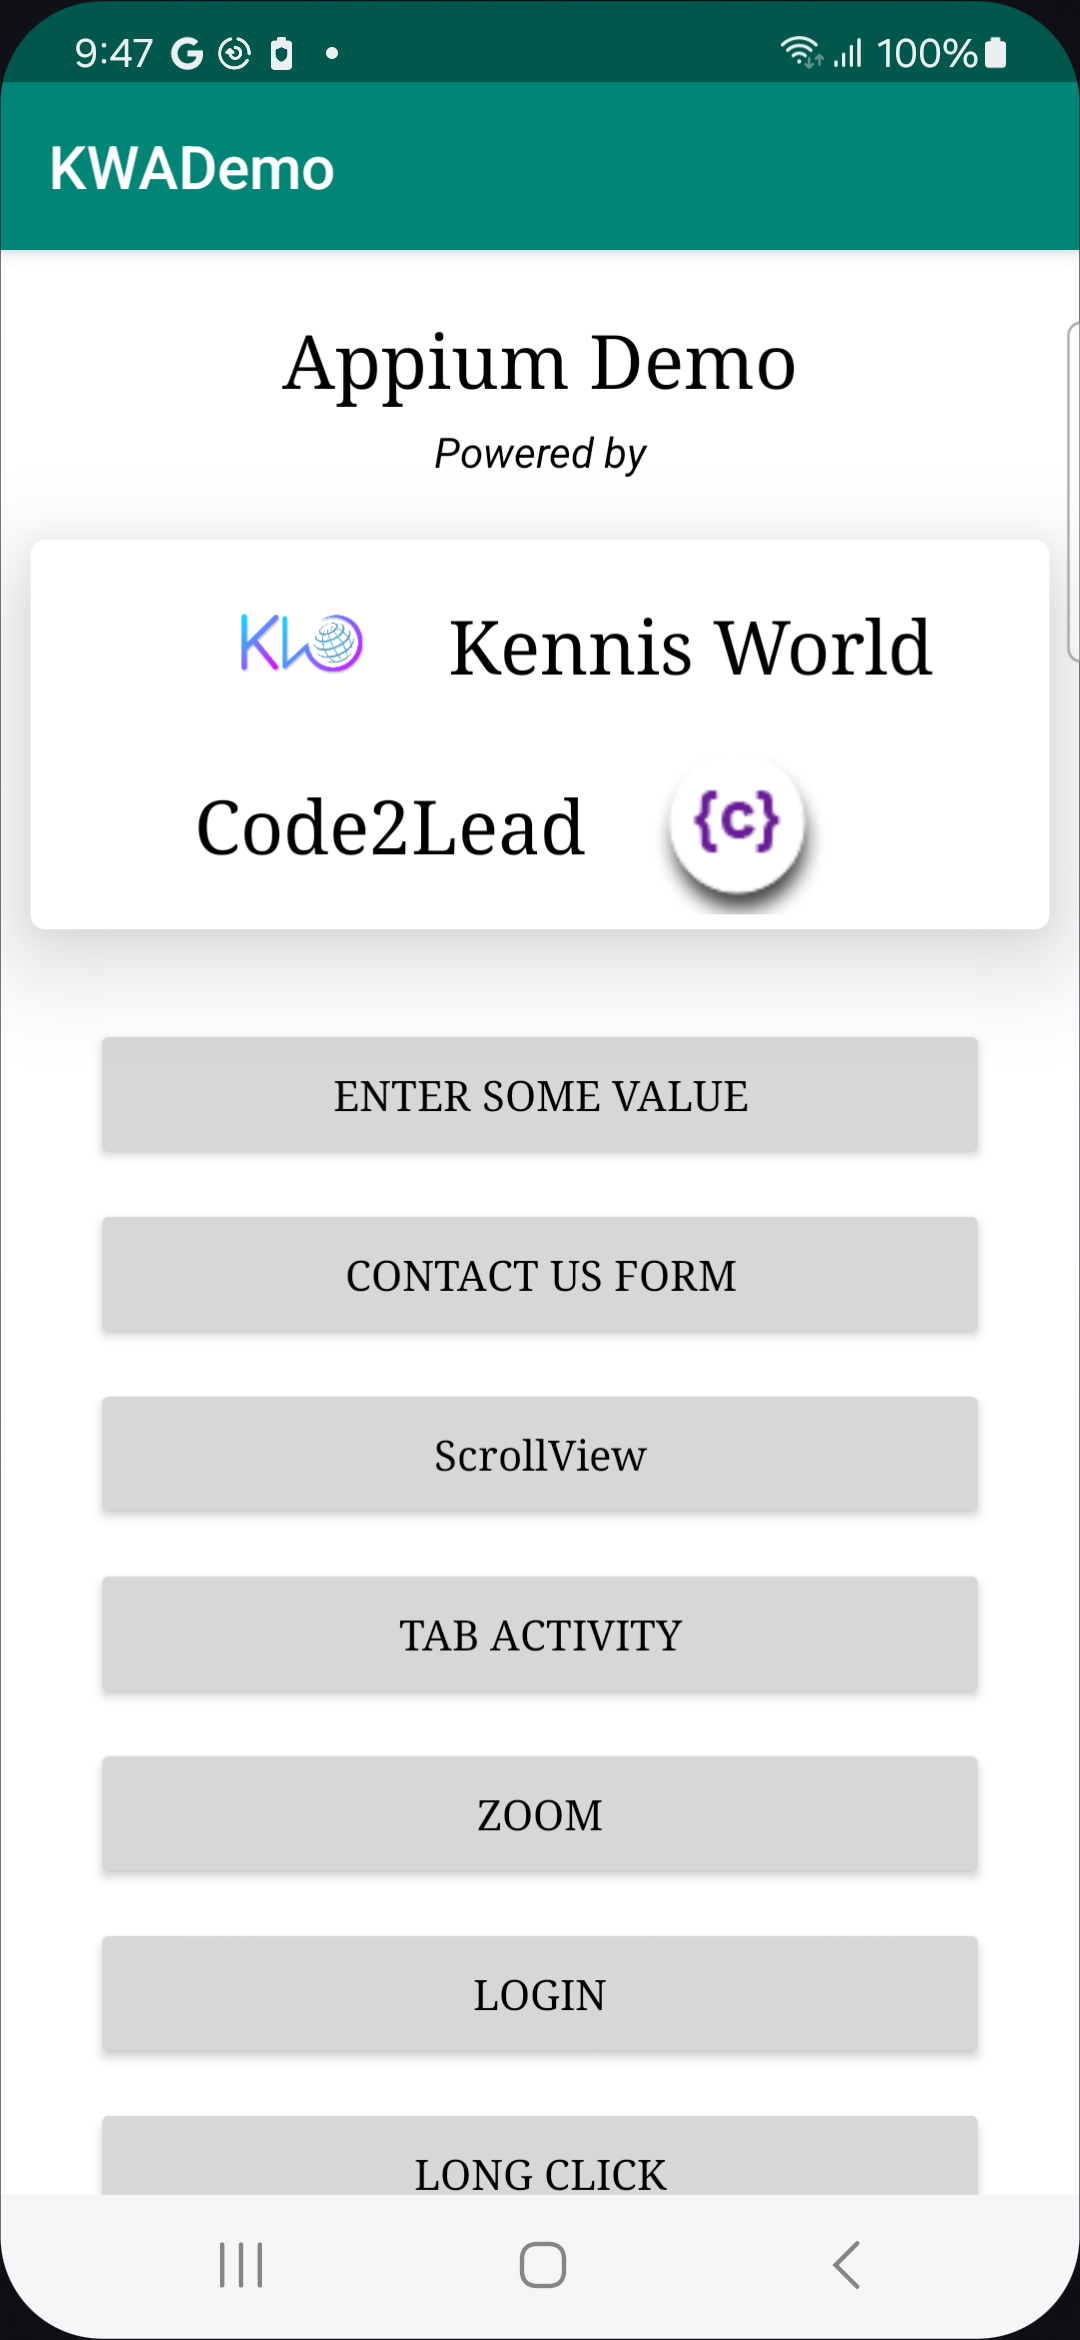 9:47 G 100%
KWADemo
Appium Demo
Powered by
KW Kennis World
Code2Lead {c}
ENTER SOME VALUE
CONTACT US FORM
ScrollView
TAB ACTIVITY
ZOOM
LOGIN
LONG CLICK